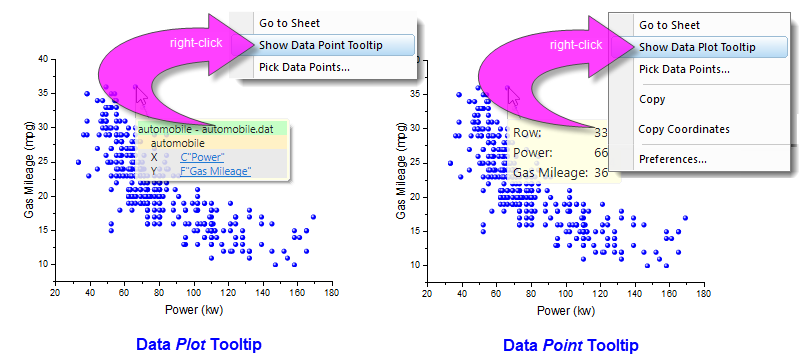 Go to Sheet
right-click
Show Data Point Tooltip
Pick Data Points...
40
35
30
25
20
15
10
Gas Mileage (mpg)
automobile - automobile.dat
automobile
X C"Power"
Y F"Gas Mileage"
20 40 60 80 100 120 140 160 180
Power (kw)
Data Plot Tooltip
Go to Sheet
right-click
Show Data Plot Tooltip
Pick Data Points...
Copy
Copy Coordinates
Preferences...
40
35
30
25
20
15
10
Gas Mileage (mpg)
Row: 33
Power: 66
Gas Mileage: 36
20 40 60 80 100 120 140 160 180
Power (kw)
Data Point Tooltip